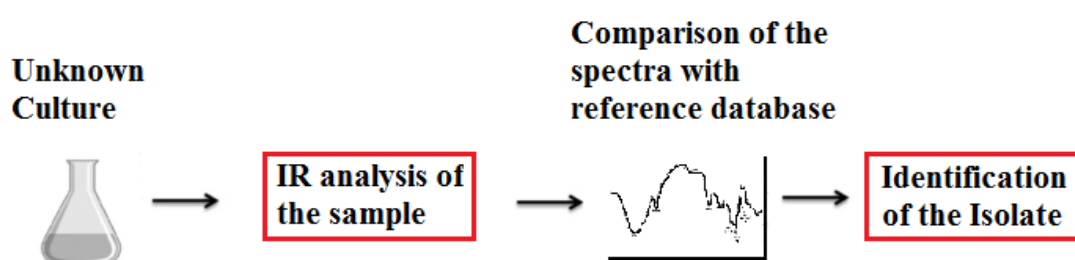 Unknown
Culture
IR analysis of
the sample
Comparison of the
spectra with
reference database
Identification
of the Isolate